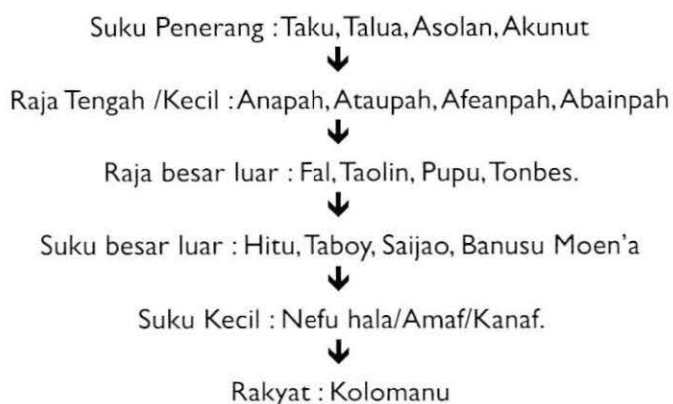 Suku Penerang : Taku, Talua, Asolan, Akunut
Raja Tengah /Kecil : Anapah, Ataupah, Afeanpah, Abainpah
Raja besar luar : Fal, Taolin, Pupu, Tonbes.
Suku besar luar : Hitu, Taboy, Saijao, Banusu Moen'a
Suku Kecil : Nefu hala/Amaf/Kanaf.
Rakyat : Kolomanu